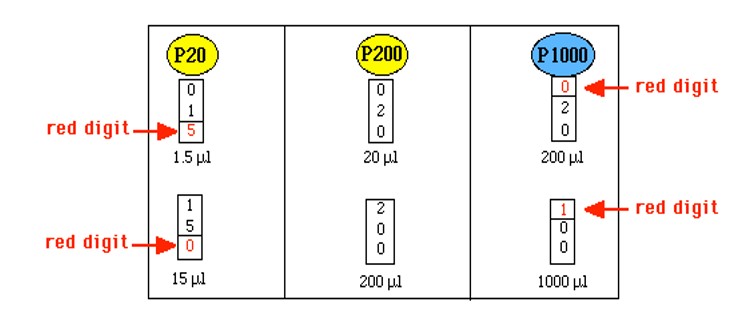 P20 P200 P1000
0 0 0 red digit
1 2 2
red digit 5 0 0
1.5 µl 20 µl 200 µl
1 2 1 red digit
5 0 0
red digit 0 0 0
15 µl 200 µl 1000 µl